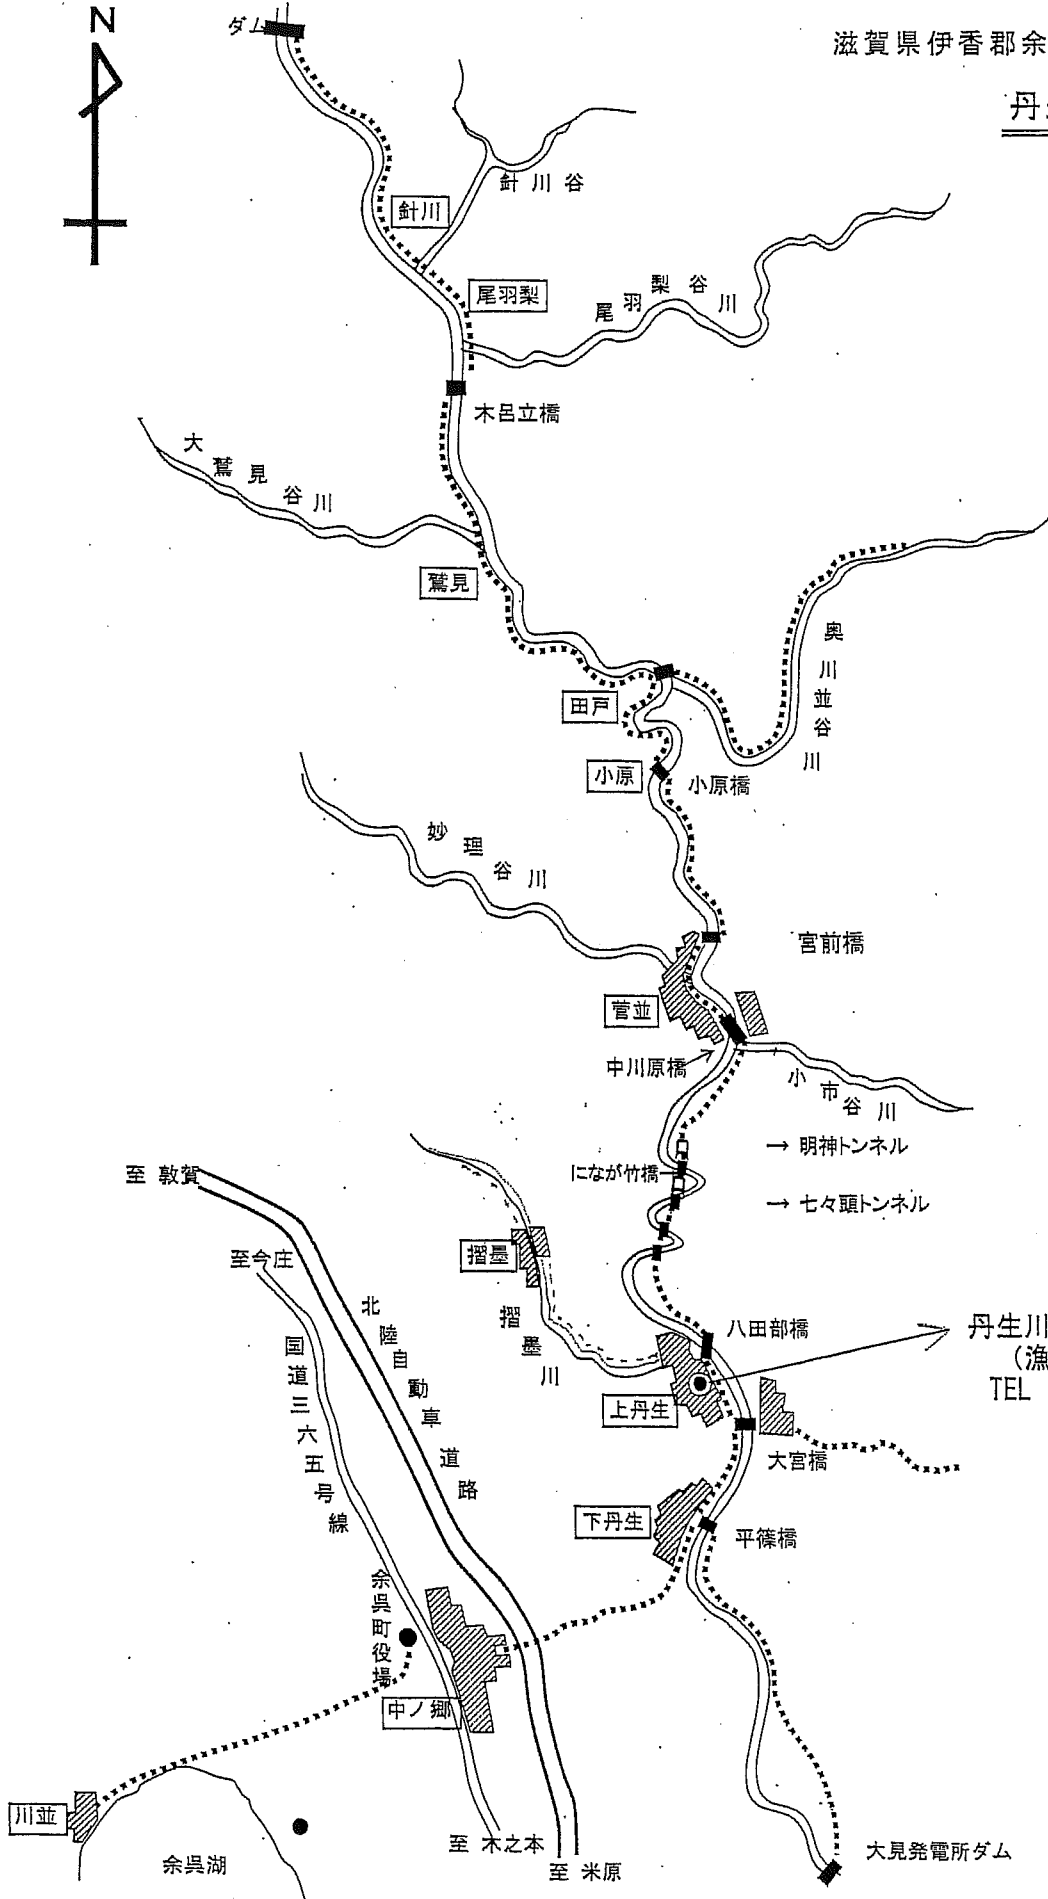 N
ダム
滋賀県伊香郡余
丹
針川谷
針川
尾羽梨
尾羽梨谷川
木呂立橋
大鷲見谷川
鷲見
奥川並谷川
田戸
小原
小原橋
妙理谷川
宮前橋
菅並
中川原橋
小市谷川
→ 明神トンネル
至 敦賀
になが竹橋
→ 七々頭トンネル
摺墨
至今庄
摺墨川
北陸自動車道路
国道三六五号線
八田部橋
丹生川
(漁
TEL
上丹生
大宮橋
下丹生
平篠橋
余呉町役場
中ノ郷
川並
余呉湖
至 木之本
至 米原
大見発電所ダム